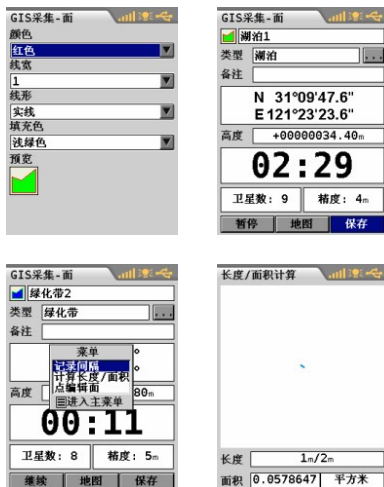 GIS采集-面
颜色
红色
线宽
1
线形
实线
填充色
浅绿色
预览
GIS采集-面
湖泊1
类型 湖泊 ...
备注
N 31°09'47.6"
E 121°23'23.6"
高度 +00000034.40m
02:29
卫星数: 9 精度: 4m
暂停 地图 保存
GIS采集-面
绿化带2
类型 绿化带 ...
备注
菜单
记录间隔
计算长度/面积
点编辑面
进入主菜单
高度 80m
00:11
卫星数: 8 精度: 5m
继续 地图 保存
长度/面积计算
长度 1m/2m
面积 0.0578647 平方米